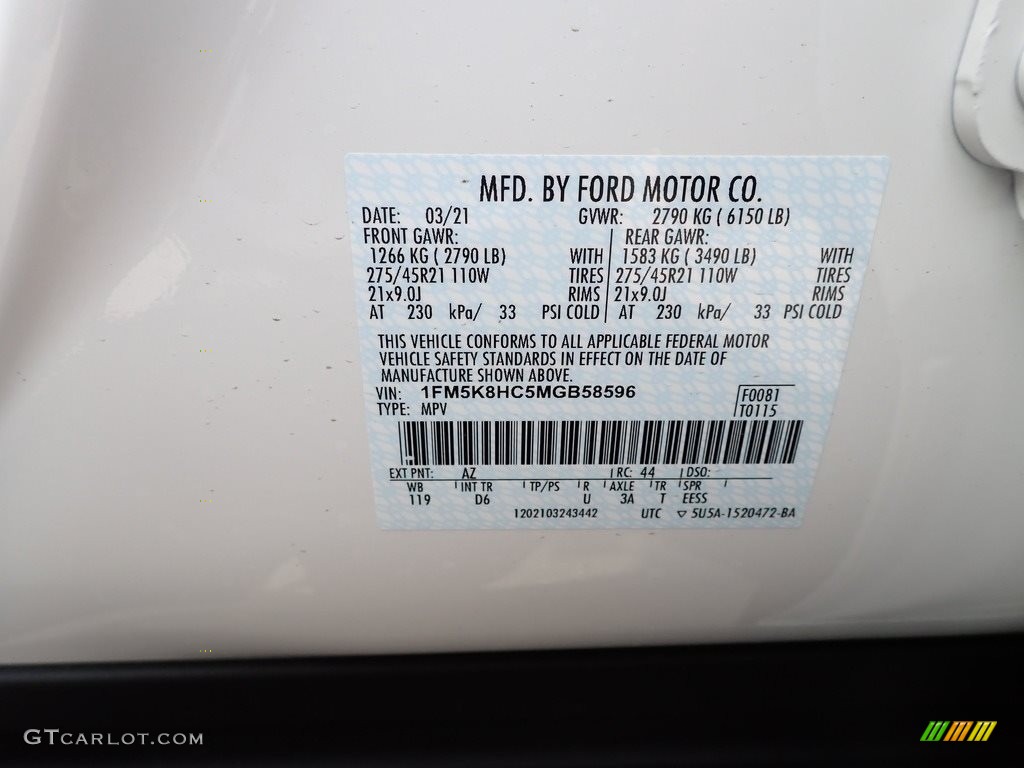 MFD. BY FORD MOTOR CO.
DATE: 03/21 GVWR: 2790 KG ( 6150 LB)
FRONT GAWR: REAR GAWR:
1266 KG ( 2790 LB) WITH 1583 KG ( 3490 LB) WITH
275/45R21 110W TIRES 275/45R21 110W TIRES
21x9.0J RIMS 21x9.0J RIMS
AT 230 kPa/ 33 PSI COLD AT 230 kPa/ 33 PSI COLD
THIS VEHICLE CONFORMS TO ALL APPLICABLE FEDERAL MOTOR
VEHICLE SAFETY STANDARDS IN EFFECT ON THE DATE OF
MANUFACTURE SHOWN ABOVE.
VIN: 1FM5K8HC5MGB58596 F0081
TYPE: MPV T0115
EXT PNT: AZ RC: 44 DSO:
WB INT TR TP/PS R AXLE TR SPR
119 D6 U 3A T EESS
1202103243442 UTC ▽ 5U5A-1520472-BA
GTCARLOT.COM